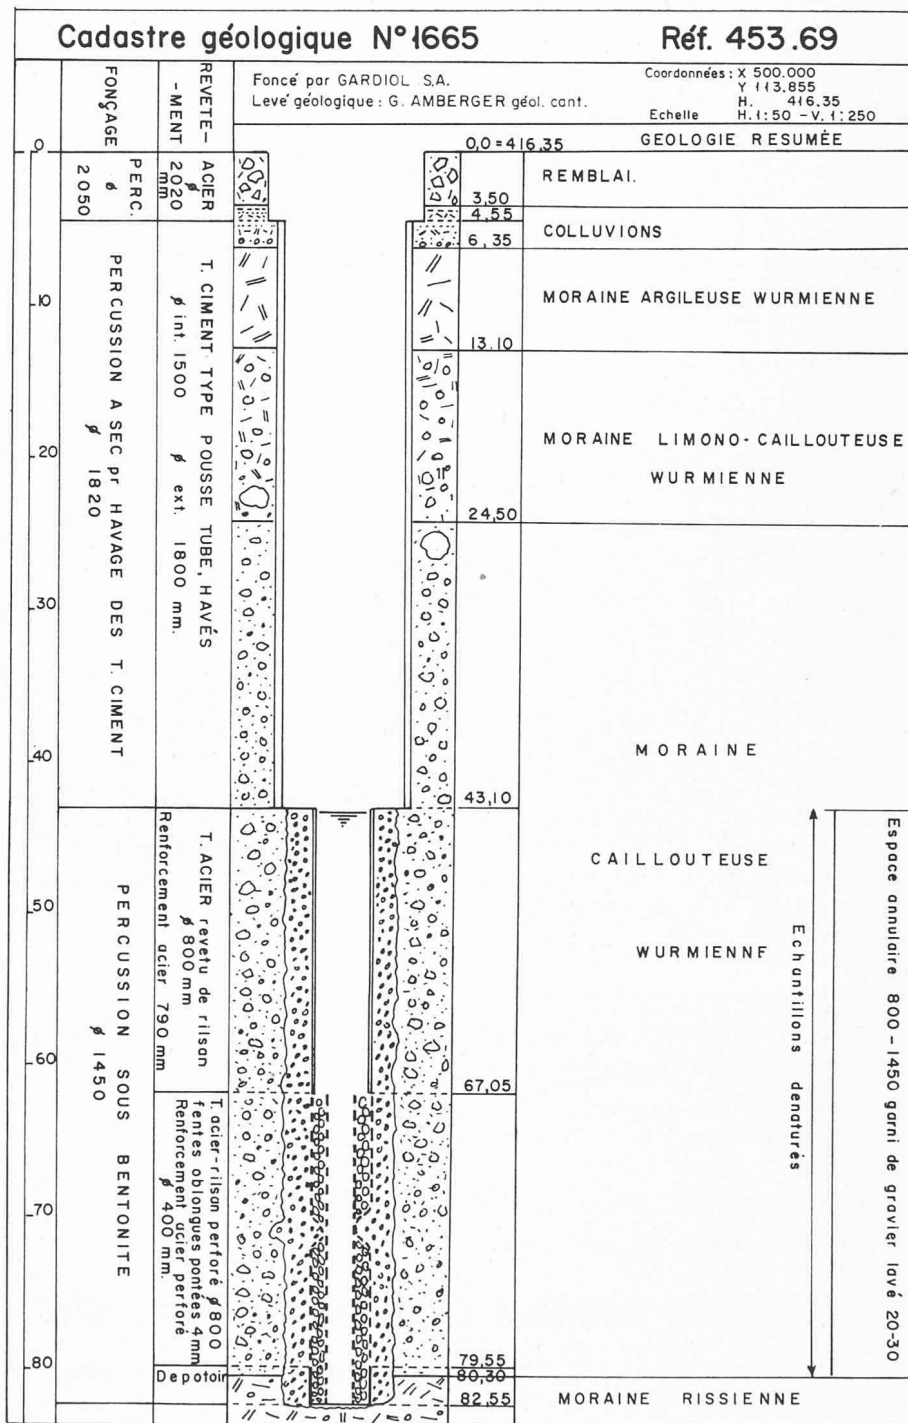 Cadastre géologique N°1665
Réf. 453.69
FONÇAGE
REVETE-
-MENT
Foncé par GARDIOL S.A.
Levé géologique : G. AMBERGER géol. cant.
Coordonnées : X 500.000
Y 113.855
H. 416.35
Echelle H.1:50 - V.1:250
0
0,0 = 416,35
GEOLOGIE RESUMÉE
PERC.
ø
2050
ACIER
ø
2020
mm
REMBLAI.
3,50
4,55
COLLUVIONS
6,35
10
MORAINE ARGILEUSE WURMIENNE
13.10
PERCUSSION A SEC pr HAVAGE DES T. CIMENT
ø 1820
T. CIMENT TYPE POUSSE TUBE, HAVÉS
ø int. 1500 ø ext. 1800 mm.
20
MORAINE LIMONO-CAILLOUTEUSE
WURMIENNE
24,50
30
40
MORAINE
43,10
CAILLOUTEUSE
WURMIENNF
50
PERCUSSION SOUS BENTONITE
ø 1450
T. ACIER revetu de rilsan
ø 800 mm
Renforcement acier 790 mm
Echantillons denaturés
Espace annulaire 800-1450 garni de gravier lavé 20-30
60
67,05
T. acier-rilsan perforé ø 800
fentes oblongues pontées 4mm
Renforcement acier perforé
ø 400 mm.
70
79,55
80
80,30
Depotoir
82,55
MORAINE RISSIENNE